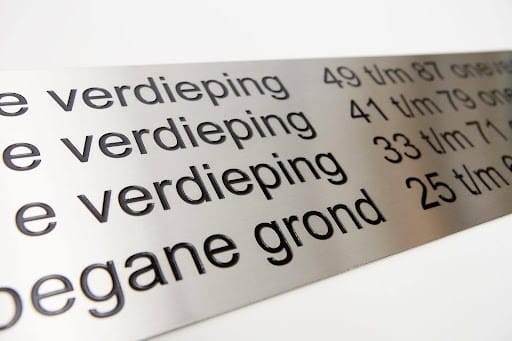 e verdieping 49 t/m 87
e verdieping 41 t/m 79
e verdieping 33 t/m 71
begane grond 25 t/m